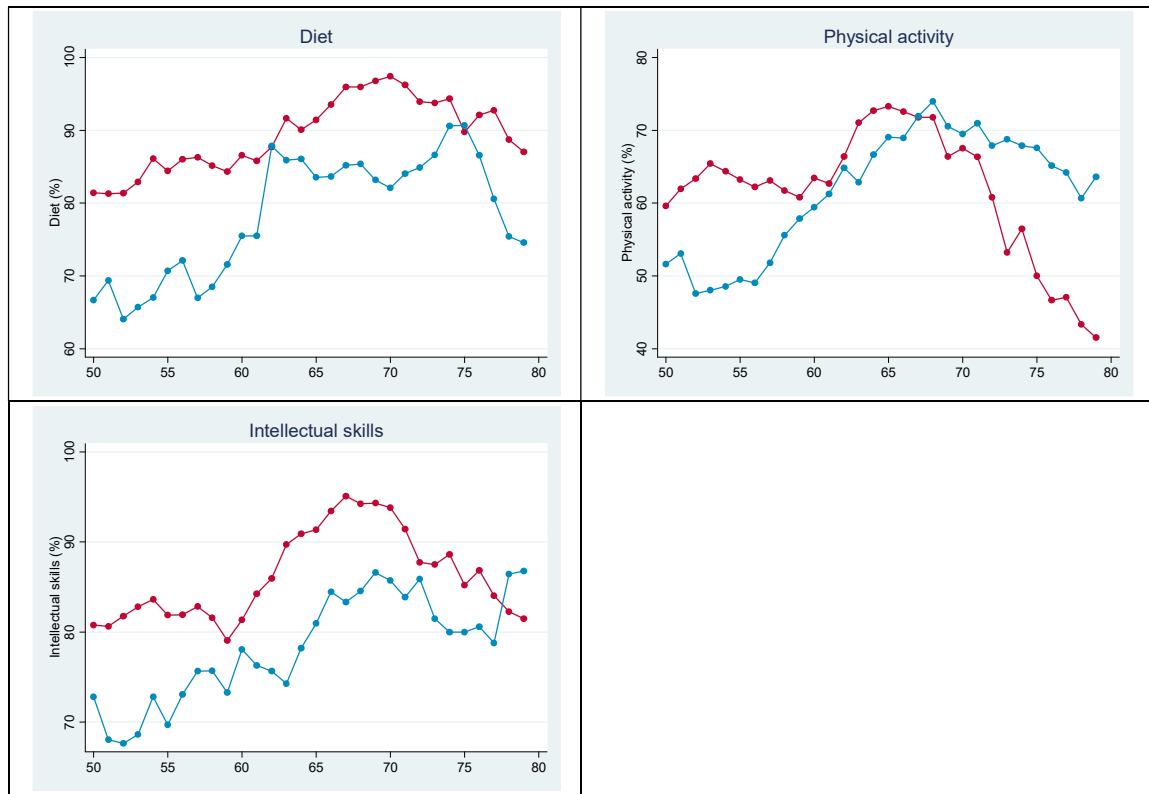 Diet
Diet (%)
100
90
80
70
60
50 55 60 65 70 75 80
Physical activity
Physical activity (%)
80
70
60
50
40
50 55 60 65 70 75 80
Intellectual skills
Intellectual skills (%)
100
90
80
70
50 55 60 65 70 75 80